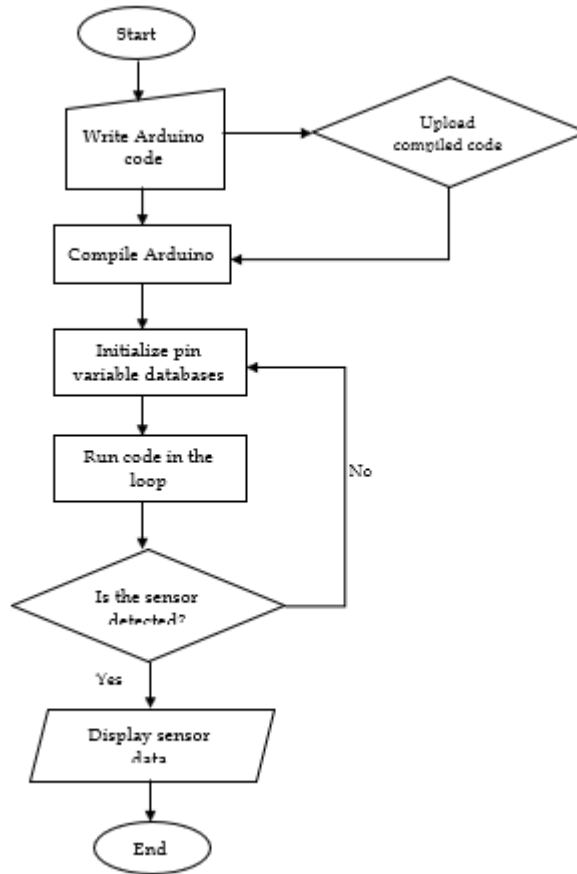 Start
Write Arduino
code
Upload
compiled code
Compile Arduino
Initialize pin
variable databases
Run code in the
loop
No
Is the sensor
detected?
Yes
Display sensor
data
End